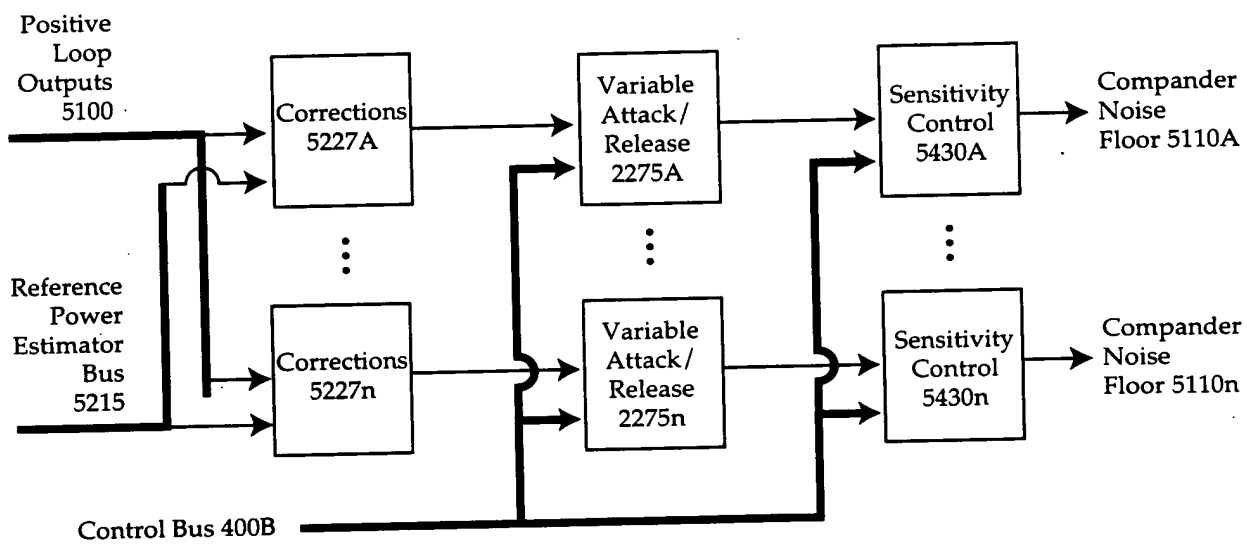 Positive
Loop
Outputs
5100
Corrections
5227A
Variable
Attack/
Release
2275A
Sensitivity
Control
5430A
Compander
Noise
Floor 5110A
Reference
Power
Estimator
Bus
5215
Corrections
5227n
Variable
Attack/
Release
2275n
Sensitivity
Control
5430n
Compander
Noise
Floor 5110n
Control Bus 400B